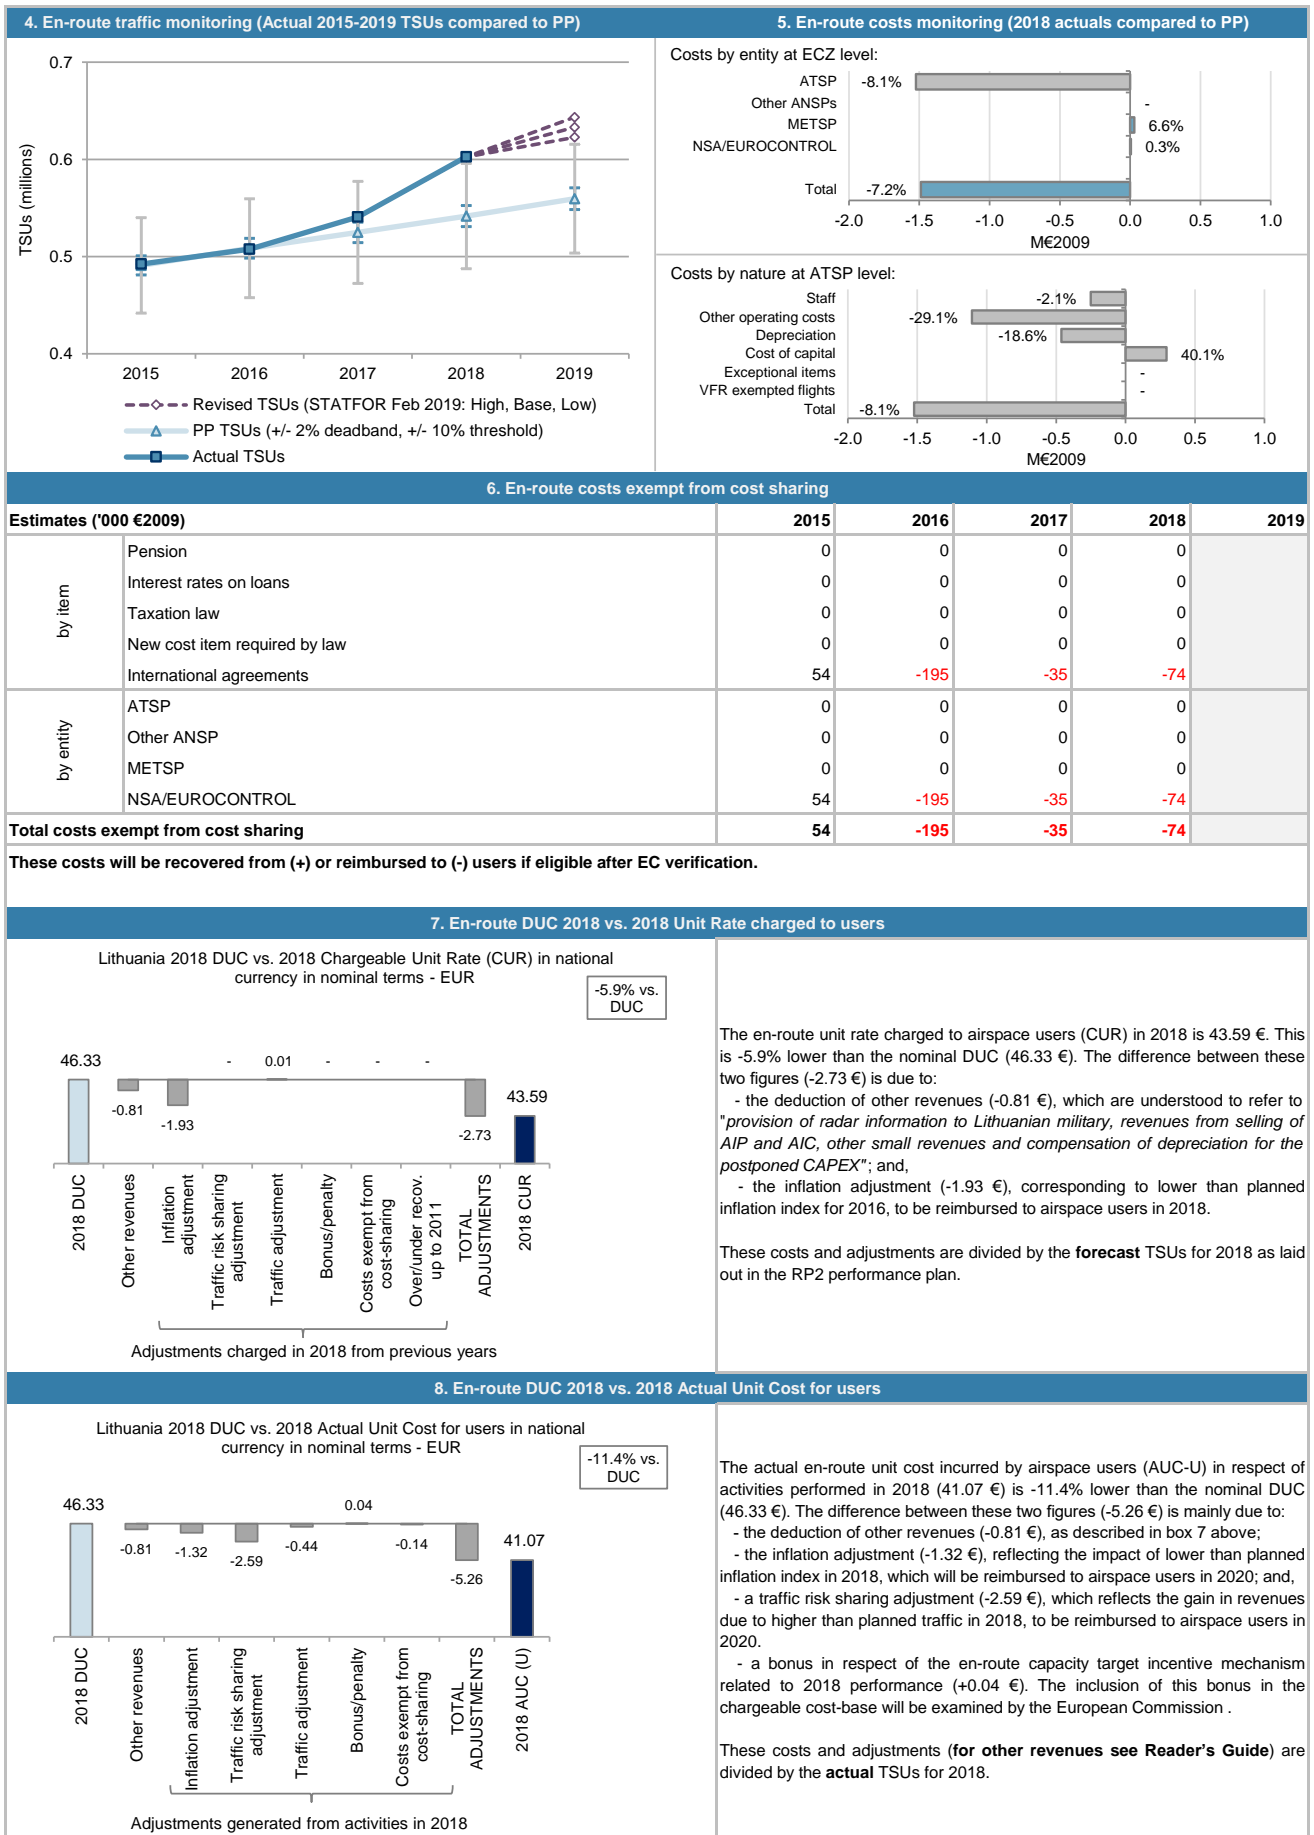 4. En-route traffic monitoring (Actual 2015-2019 TSUs compared to PP)
0.7
0.6
0.5
0.4
TSUs (millions)
2015 2016 2017 2018 2019
Revised TSUs (STATFOR Feb 2019: High, Base, Low)
PP TSUs (+/- 2% deadband, +/- 10% threshold)
Actual TSUs
5. En-route costs monitoring (2018 actuals compared to PP)
Costs by entity at ECZ level:
ATSP -8.1%
Other ANSPs -
METSP 6.6%
NSA/EUROCONTROL 0.3%
Total -7.2%
-2.0 -1.5 -1.0 -0.5 0.0 0.5 1.0
M€2009
Costs by nature at ATSP level:
Staff -2.1%
Other operating costs -29.1%
Depreciation -18.6%
Cost of capital 40.1%
Exceptional items -
VFR exempted flights -
Total -8.1%
-2.0 -1.5 -1.0 -0.5 0.0 0.5 1.0
M€2009
6. En-route costs exempt from cost sharing
Estimates ('000 €2009) 2015 2016 2017 2018 2019
by item
Pension 0 0 0 0
Interest rates on loans 0 0 0 0
Taxation law 0 0 0 0
New cost item required by law 0 0 0 0
International agreements 54 -195 -35 -74
by entity
ATSP 0 0 0 0
Other ANSP 0 0 0 0
METSP 0 0 0 0
NSA/EUROCONTROL 54 -195 -35 -74
Total costs exempt from cost sharing 54 -195 -35 -74
These costs will be recovered from (+) or reimbursed to (-) users if eligible after EC verification.
7. En-route DUC 2018 vs. 2018 Unit Rate charged to users
Lithuania 2018 DUC vs. 2018 Chargeable Unit Rate (CUR) in national
currency in nominal terms - EUR
-5.9% vs.
DUC
46.33 -0.81 -1.93 - 0.01 - - - -2.73 43.59
2018 DUC
Other revenues
Inflation
adjustment
Traffic risk sharing
adjustment
Traffic adjustment
Bonus/penalty
Costs exempt from
cost-sharing
Over/under recov.
up to 2011
TOTAL
ADJUSTMENTS
2018 CUR
Adjustments charged in 2018 from previous years
The en-route unit rate charged to airspace users (CUR) in 2018 is 43.59 €. This
is -5.9% lower than the nominal DUC (46.33 €). The difference between these
two figures (-2.73 €) is due to:
- the deduction of other revenues (-0.81 €), which are understood to refer to
"provision of radar information to Lithuanian military, revenues from selling of
AIP and AIC, other small revenues and compensation of depreciation for the
postponed CAPEX"; and,
- the inflation adjustment (-1.93 €), corresponding to lower than planned
inflation index for 2016, to be reimbursed to airspace users in 2018.
These costs and adjustments are divided by the forecast TSUs for 2018 as laid
out in the RP2 performance plan.
8. En-route DUC 2018 vs. 2018 Actual Unit Cost for users
Lithuania 2018 DUC vs. 2018 Actual Unit Cost for users in national
currency in nominal terms - EUR
-11.4% vs.
DUC
46.33 -0.81 -1.32 -2.59 -0.44 0.04 -0.14 -5.26 41.07
2018 DUC
Other revenues
Inflation adjustment
Traffic risk sharing
adjustment
Traffic adjustment
Bonus/penalty
Costs exempt from
cost-sharing
TOTAL
ADJUSTMENTS
2018 AUC (U)
Adjustments generated from activities in 2018
The actual en-route unit cost incurred by airspace users (AUC-U) in respect of
activities performed in 2018 (41.07 €) is -11.4% lower than the nominal DUC
(46.33 €). The difference between these two figures (-5.26 €) is mainly due to:
- the deduction of other revenues (-0.81 €), as described in box 7 above;
- the inflation adjustment (-1.32 €), reflecting the impact of lower than planned
inflation index in 2018, which will be reimbursed to airspace users in 2020; and,
- a traffic risk sharing adjustment (-2.59 €), which reflects the gain in revenues
due to higher than planned traffic in 2018, to be reimbursed to airspace users in
2020.
- a bonus in respect of the en-route capacity target incentive mechanism
related to 2018 performance (+0.04 €). The inclusion of this bonus in the
chargeable cost-base will be examined by the European Commission .
These costs and adjustments (for other revenues see Reader's Guide) are
divided by the actual TSUs for 2018.